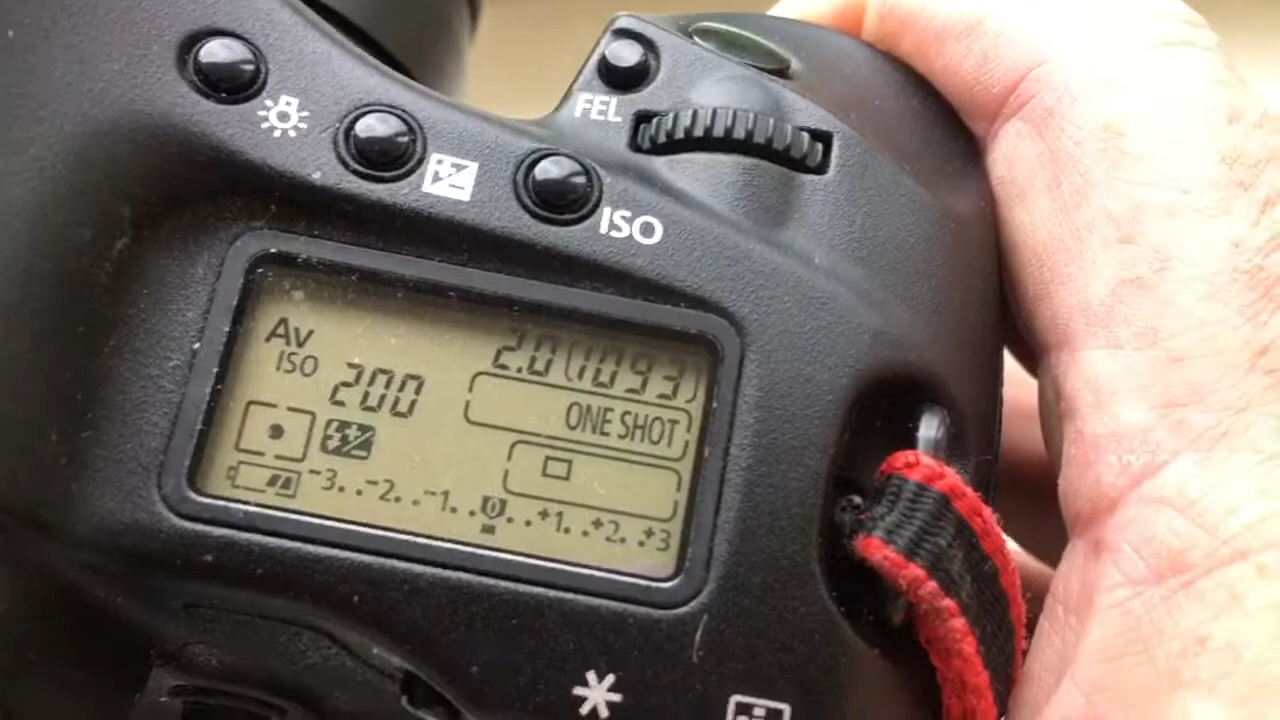 FEL
ISO
Av
2.0 (1093)
ISO 200
ONE SHOT
-3..-2..-1..0..+1..+2..+3